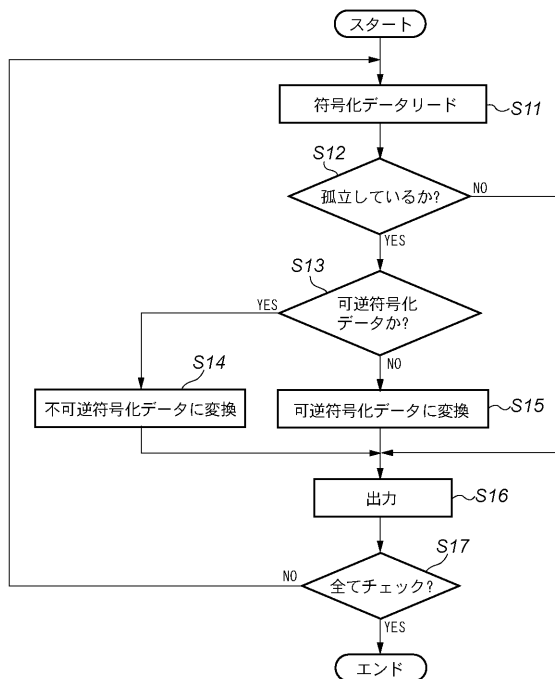 スタート
符号化データリード
S11
S12
孤立しているか?
NO
YES
S13
可逆符号化
データか?
YES
NO
S14
不可逆符号化データに変換
可逆符号化データに変換
S15
出力
S16
S17
全てチェック?
NO
YES
エンド